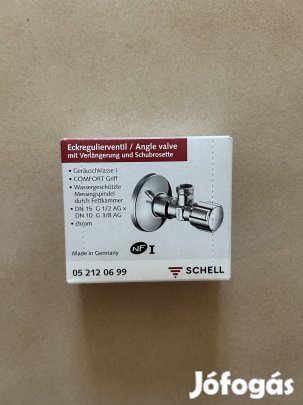 Eckregulierventil / Angle valve
mit Verlängerung und Schubrosette
• Geräuschklasse I
• COMFORT Griff
• Wassergeschützte
Messingspindel
durch Fettkammer
• DN 15 G 1/2 AG x
DN 10 G 3/8 AG
• chrom
Made in Germany
NF I
05 212 06 99
SCHELL
Jófogás